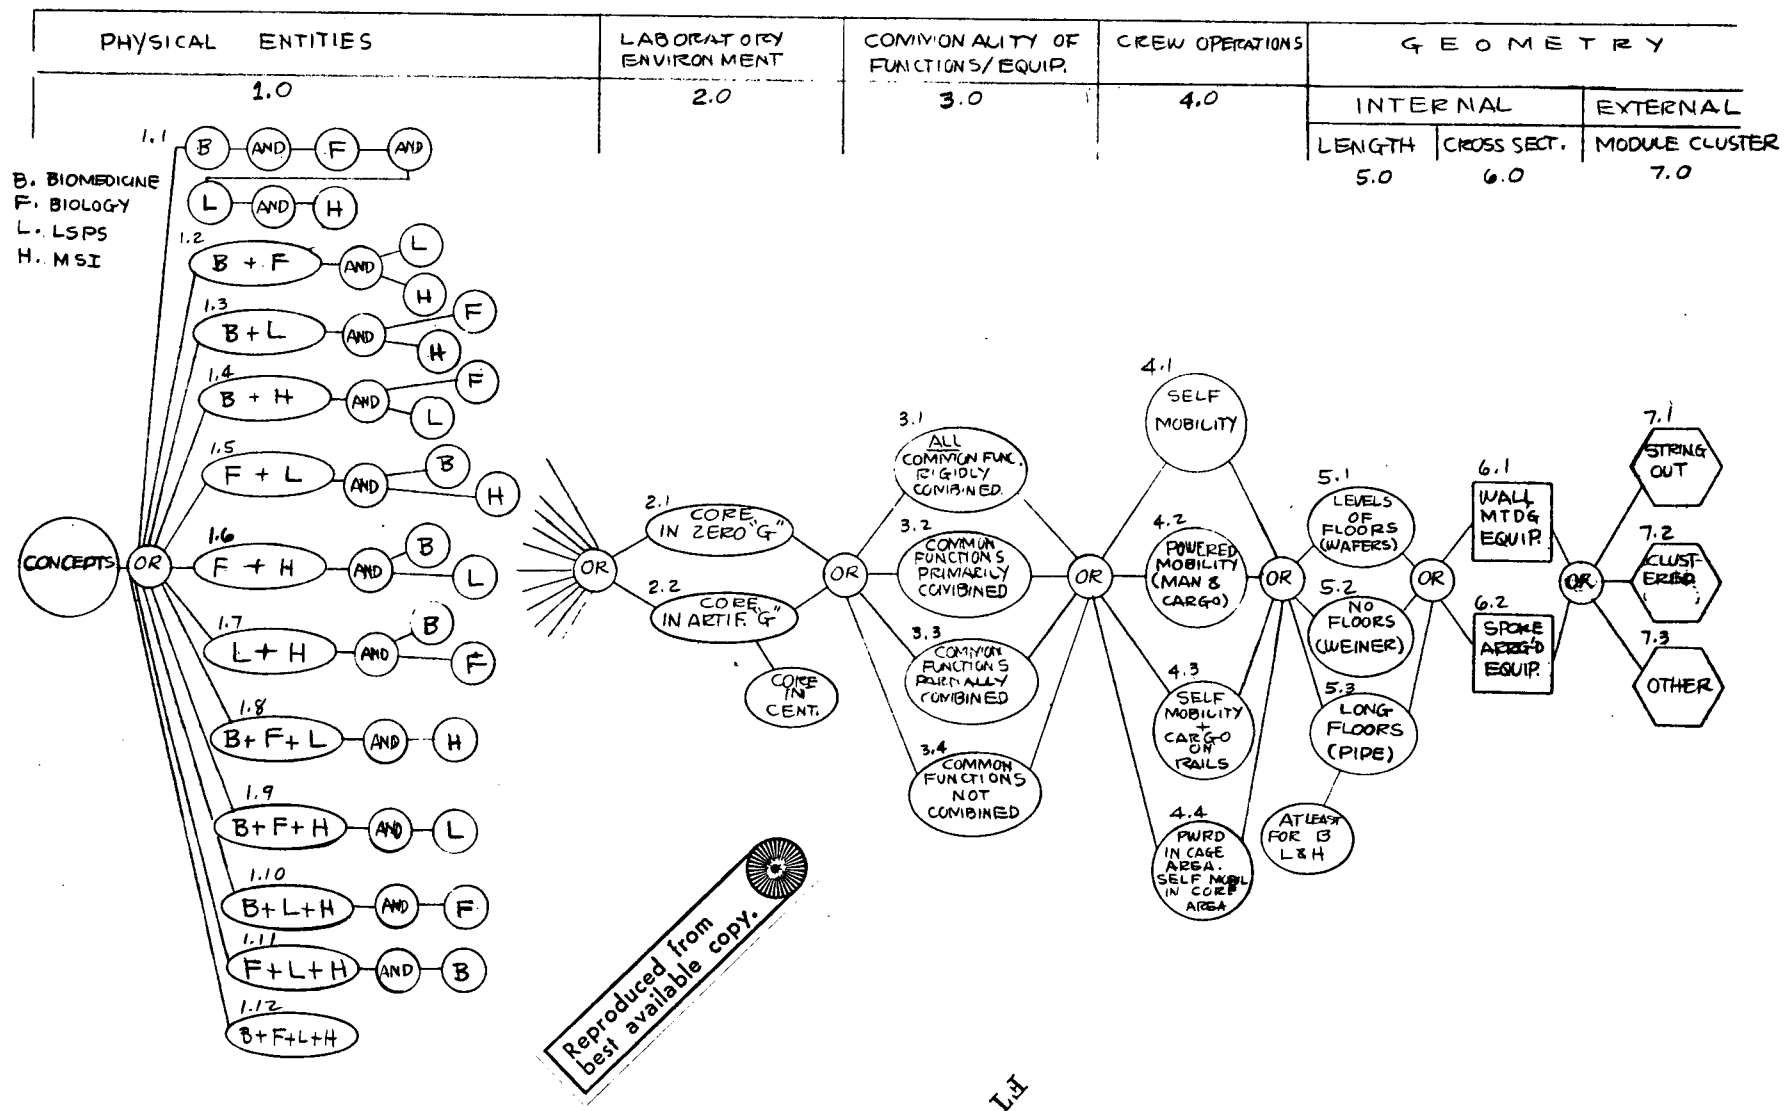 PHYSICAL ENTITIES
1.0
LABORATORY
ENVIRONMENT
2.0
COMMONALITY OF
FUNCTIONS/EQUIP.
3.0
CREW OPERATIONS
4.0
GEOMETRY
INTERNAL
EXTERNAL
LENGTH
CROSS SECT.
MODULE CLUSTER
5.0
6.0
7.0
B. BIOMEDICINE
F. BIOLOGY
L. LSPS
H. MSI
CONCEPTS
OR
1.1
B AND F AND
L AND H
1.2
B + F AND L
H
1.3
B + L AND F
H
1.4
B + H AND F
L
1.5
F + L AND B
H
1.6
F + H AND B
L
1.7
L + H AND B
F
1.8
B + F + L AND H
1.9
B + F + H AND L
1.10
B + L + H AND F
1.11
F + L + H AND B
1.12
B + F + L + H
OR
2.1
CORE
IN ZERO "G"
2.2
CORE
IN ARTIF. "G"
CORE
IN
CENT.
OR
3.1
ALL
COMMON FUNC.
RIGIDLY
COMBINED.
3.2
COMMON
FUNCTIONS
PRIMARILY
COMBINED
3.3
COMMON
FUNCTIONS
PARTIALLY
COMBINED
3.4
COMMON
FUNCTIONS
NOT
COMBINED
OR
4.1
SELF
MOBILITY
4.2
POWERED
MOBILITY
(MAN &
CARGO)
4.3
SELF
MOBILITY
+
CARGO
ON
RAILS
4.4
PWRD
IN CAGE
AREA.
SELF MOBIL
IN CORE
AREA
OR
5.1
LEVELS
OF
FLOORS
(WAFERS)
5.2
NO
FLOORS
(WEINER)
5.3
LONG
FLOORS
(PIPE)
AT LEAST
FOR B
L & H
OR
6.1
WALL
MTDG
EQUIP.
6.2
SPOKE
ARRG'D
EQUIP.
OR
7.1
STRING
OUT
7.2
CLUST-
ERED
7.3
OTHER
Reproduced from
best available copy.